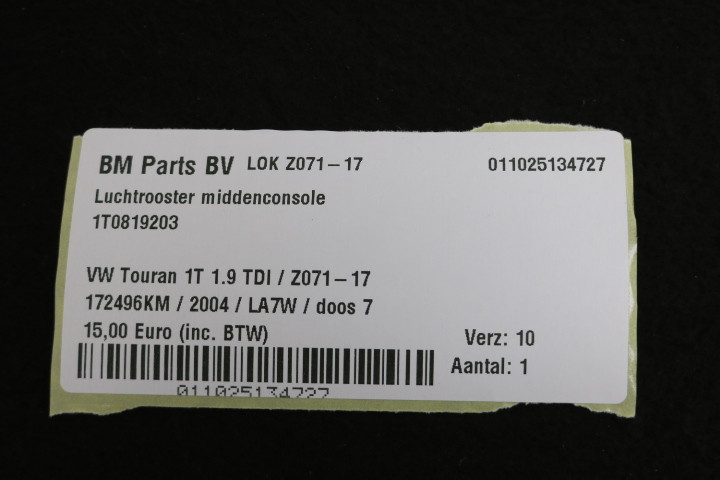 BM Parts BV LOK Z071-17 011025134727
Luchtrooster middenconsole
1T0819203
VW Touran 1T 1.9 TDI / Z071-17
172496KM / 2004 / LA7W / doos 7
15,00 Euro (inc. BTW) Verz: 10
Aantal: 1
011025134727